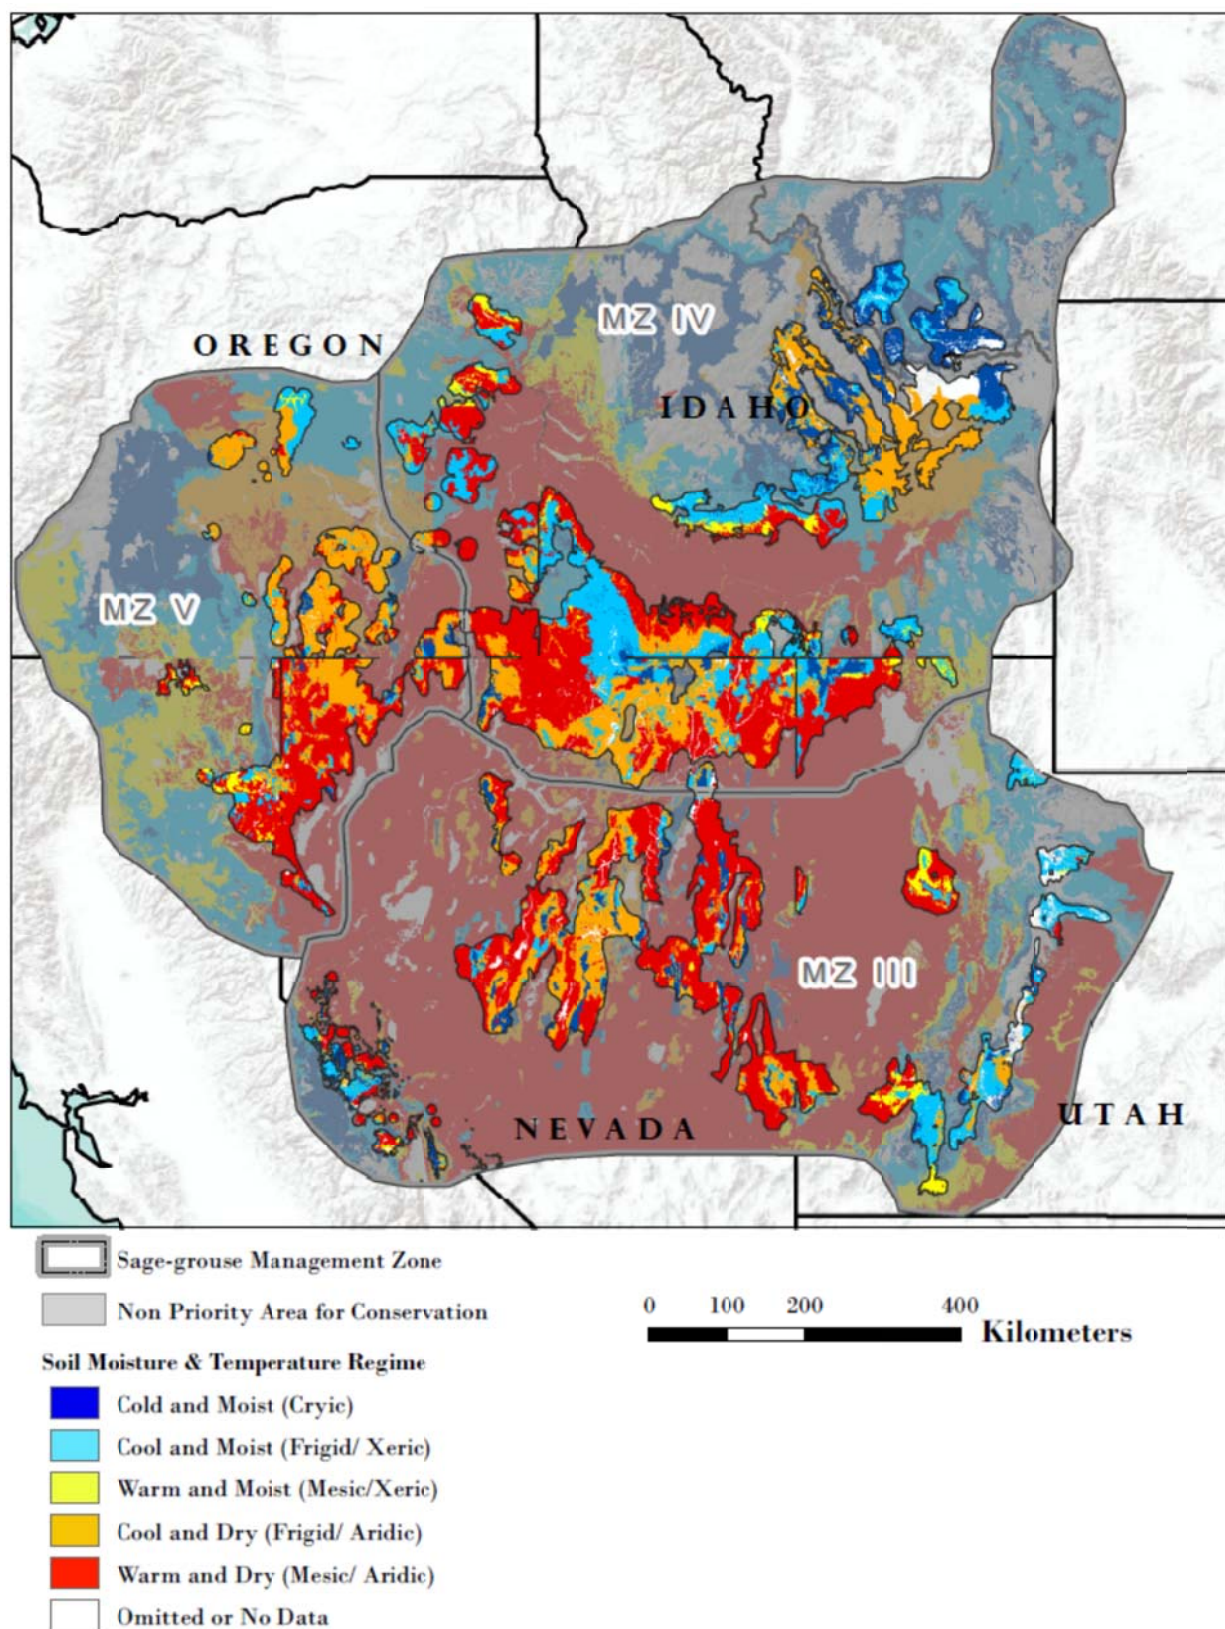 MZ IV
OREGON
IDAHO
MZ V
MZ III
NEVADA
UTAH
Sage-grouse Management Zone
Non Priority Area for Conservation
0 100 200 400
Kilometers
Soil Moisture & Temperature Regime
Cold and Moist (Cryic)
Cool and Moist (Frigid/ Xeric)
Warm and Moist (Mesic/Xeric)
Cool and Dry (Frigid/ Aridic)
Warm and Dry (Mesic/ Aridic)
Omitted or No Data